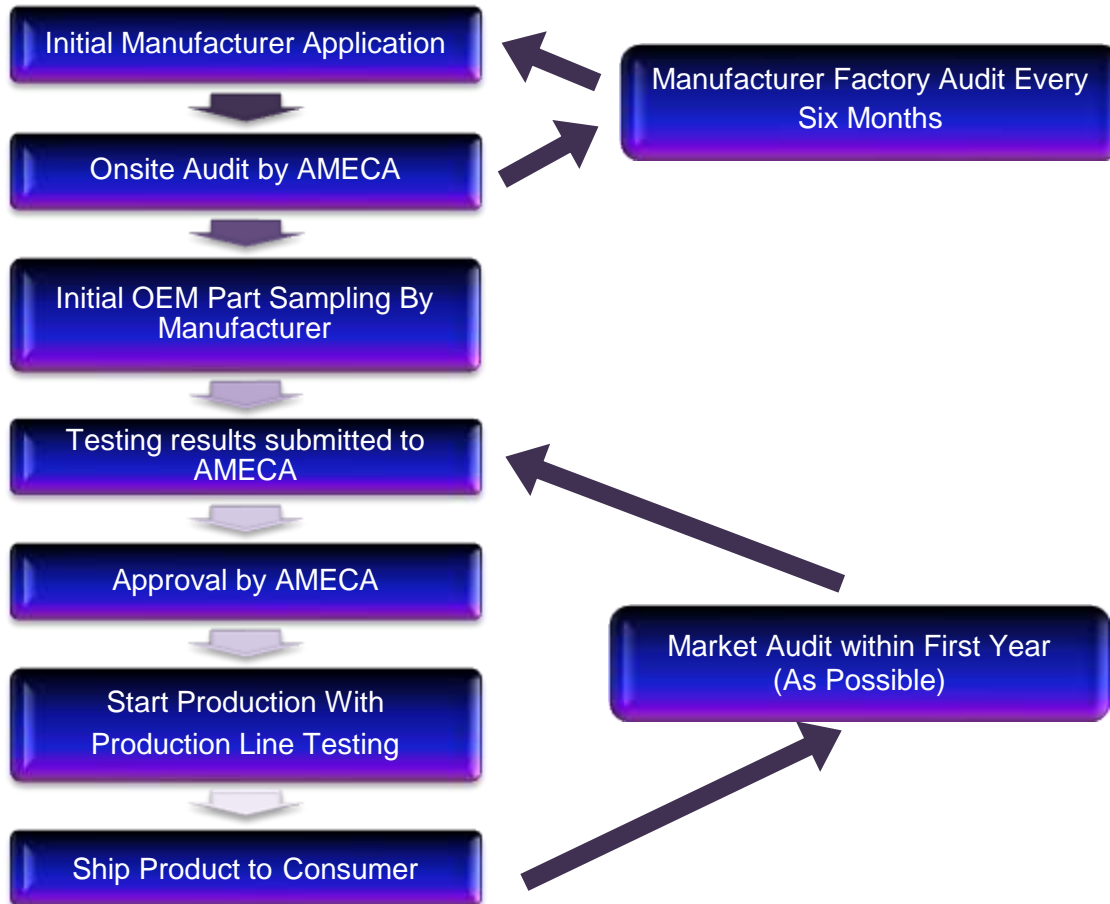 Initial Manufacturer Application
Manufacturer Factory Audit Every
Six Months
Onsite Audit by AMECA
Initial OEM Part Sampling By
Manufacturer
Testing results submitted to
AMECA
Approval by AMECA
Market Audit within First Year
(As Possible)
Start Production With
Production Line Testing
Ship Product to Consumer